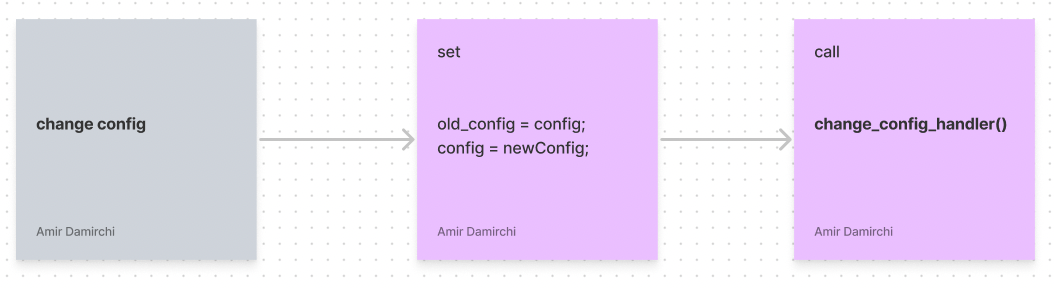 change config
Amir Damirchi
set
old_config = config;
config = newConfig;
Amir Damirchi
call
change_config_handler()
Amir Damirchi